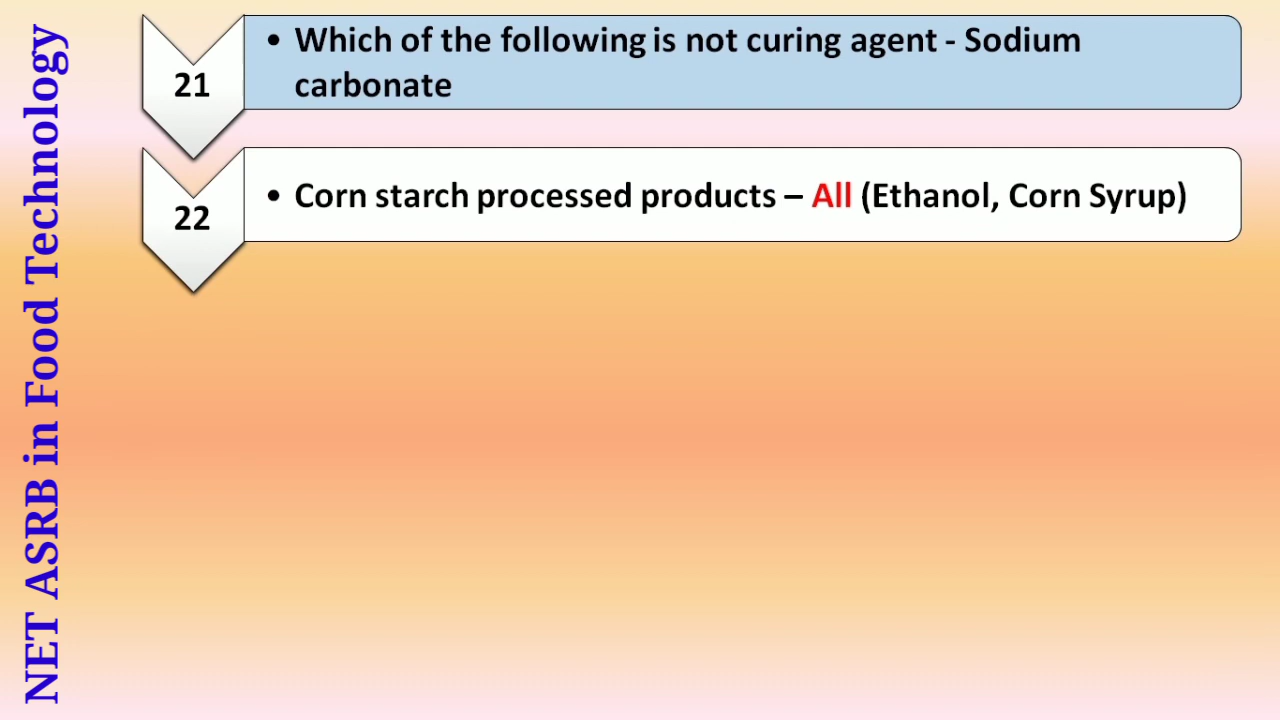 NET ASRB in Food Technology
21
• Which of the following is not curing agent - Sodium
carbonate
22
• Corn starch processed products – All (Ethanol, Corn Syrup)